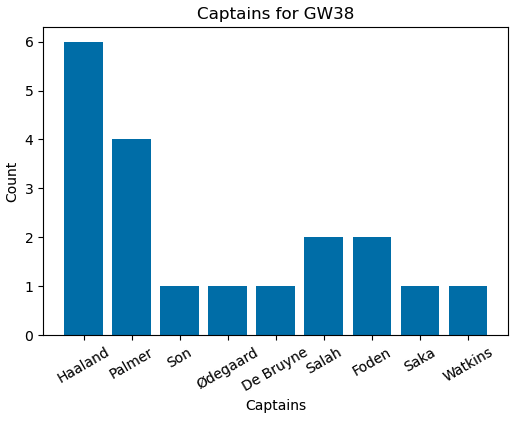 Captains for GW38
Count
6
5
4
3
2
1
0
Haaland
Palmer
Son
Ødegaard
De Bruyne
Salah
Foden
Saka
Watkins
Captains